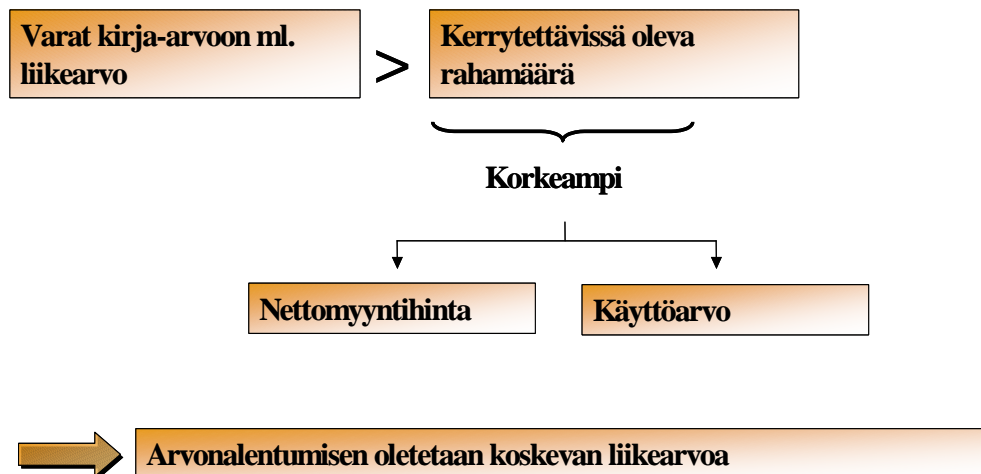 Varat kirja-arvoon ml.
liikearvo
>
Kerrytettävissä oleva
rahamäärä
Korkeampi
Nettomyyntihinta
Käyttöarvo
Arvonalentumisen oletetaan koskevan liikearvoa